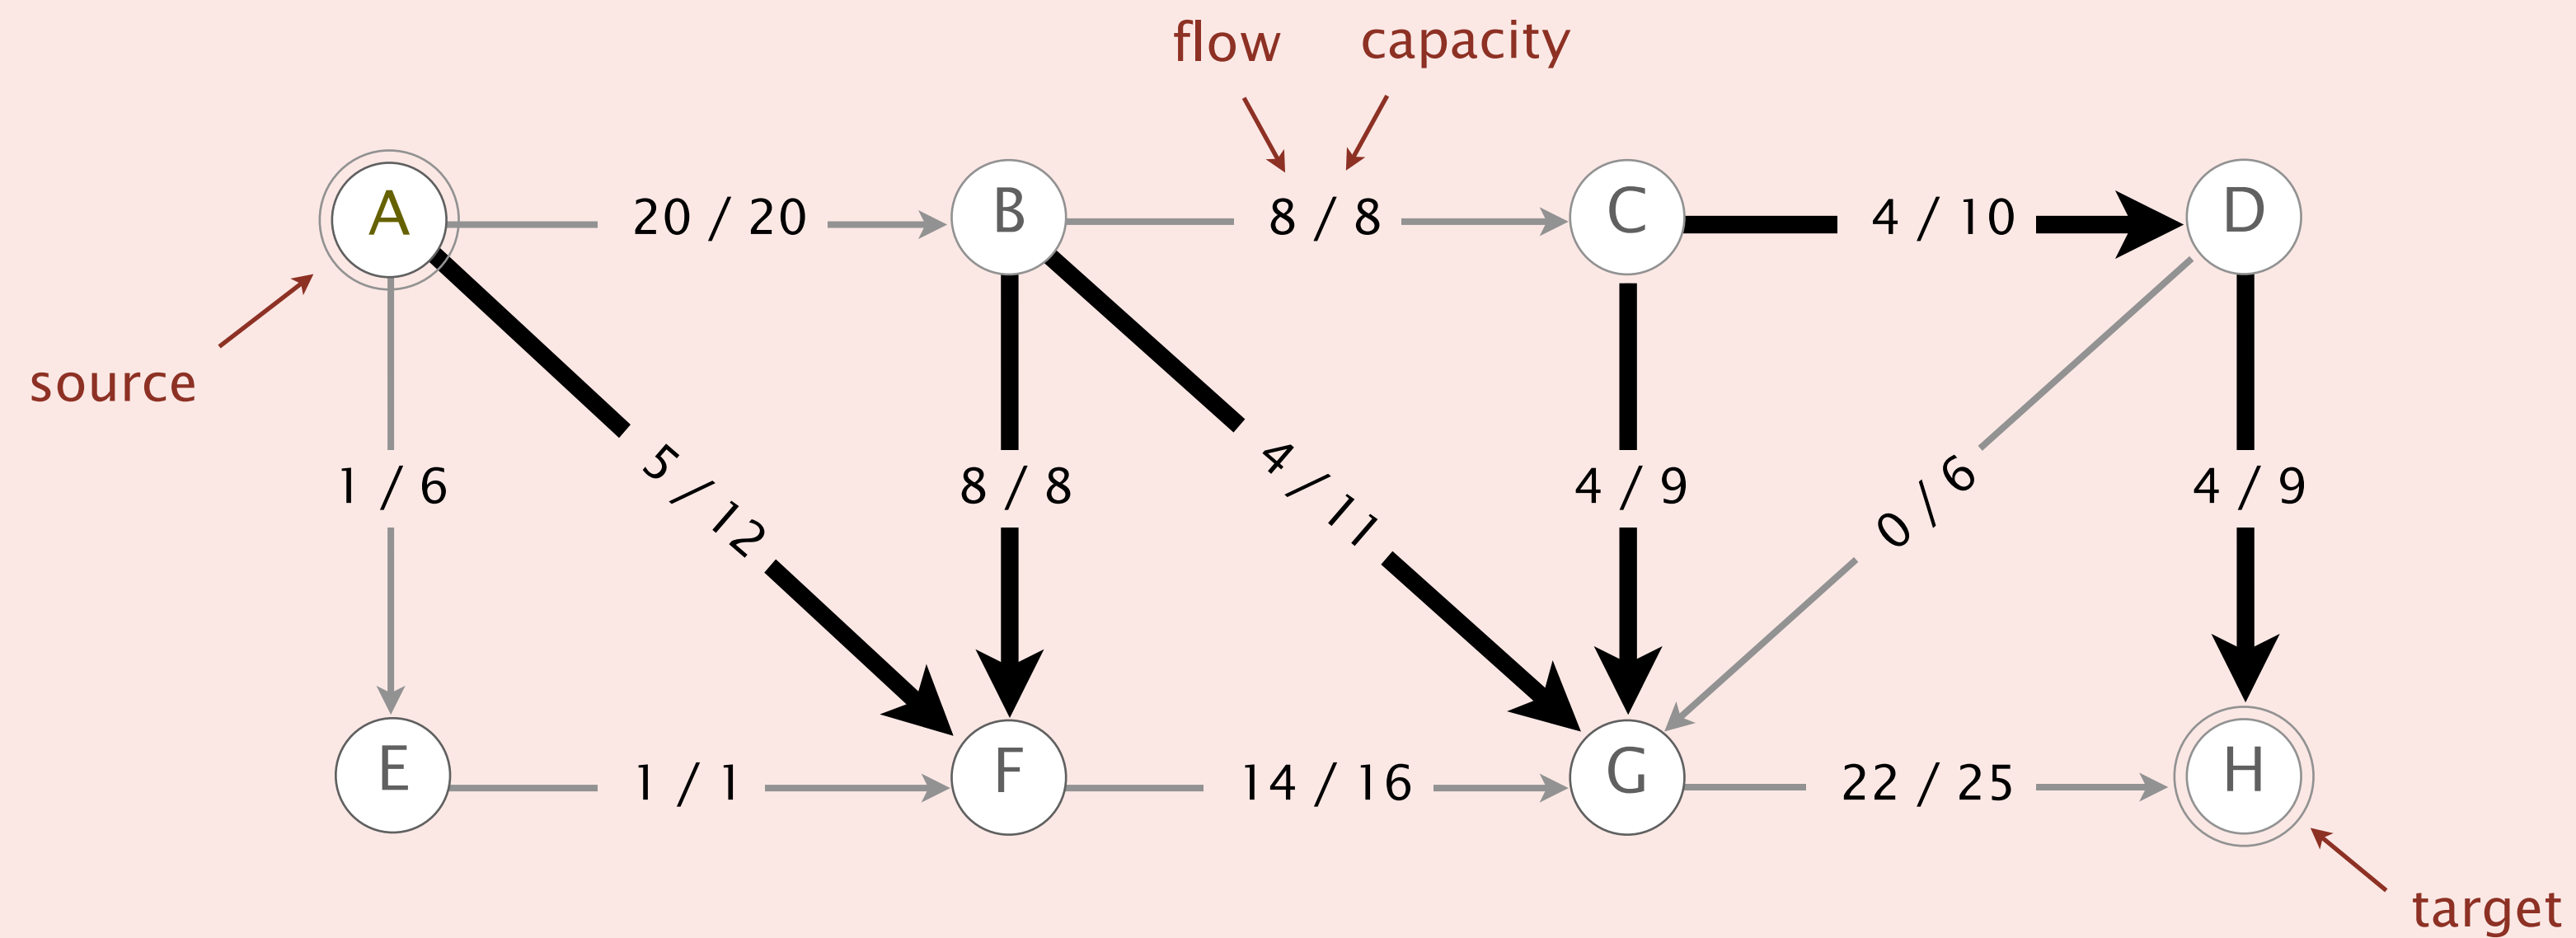 flow
capacity
A
20 / 20
B
8 / 8
C
4 / 10
D
source
1 / 6
5 / 12
8 / 8
4 / 11
4 / 9
0 / 6
4 / 9
E
1 / 1
F
14 / 16
G
22 / 25
H
target